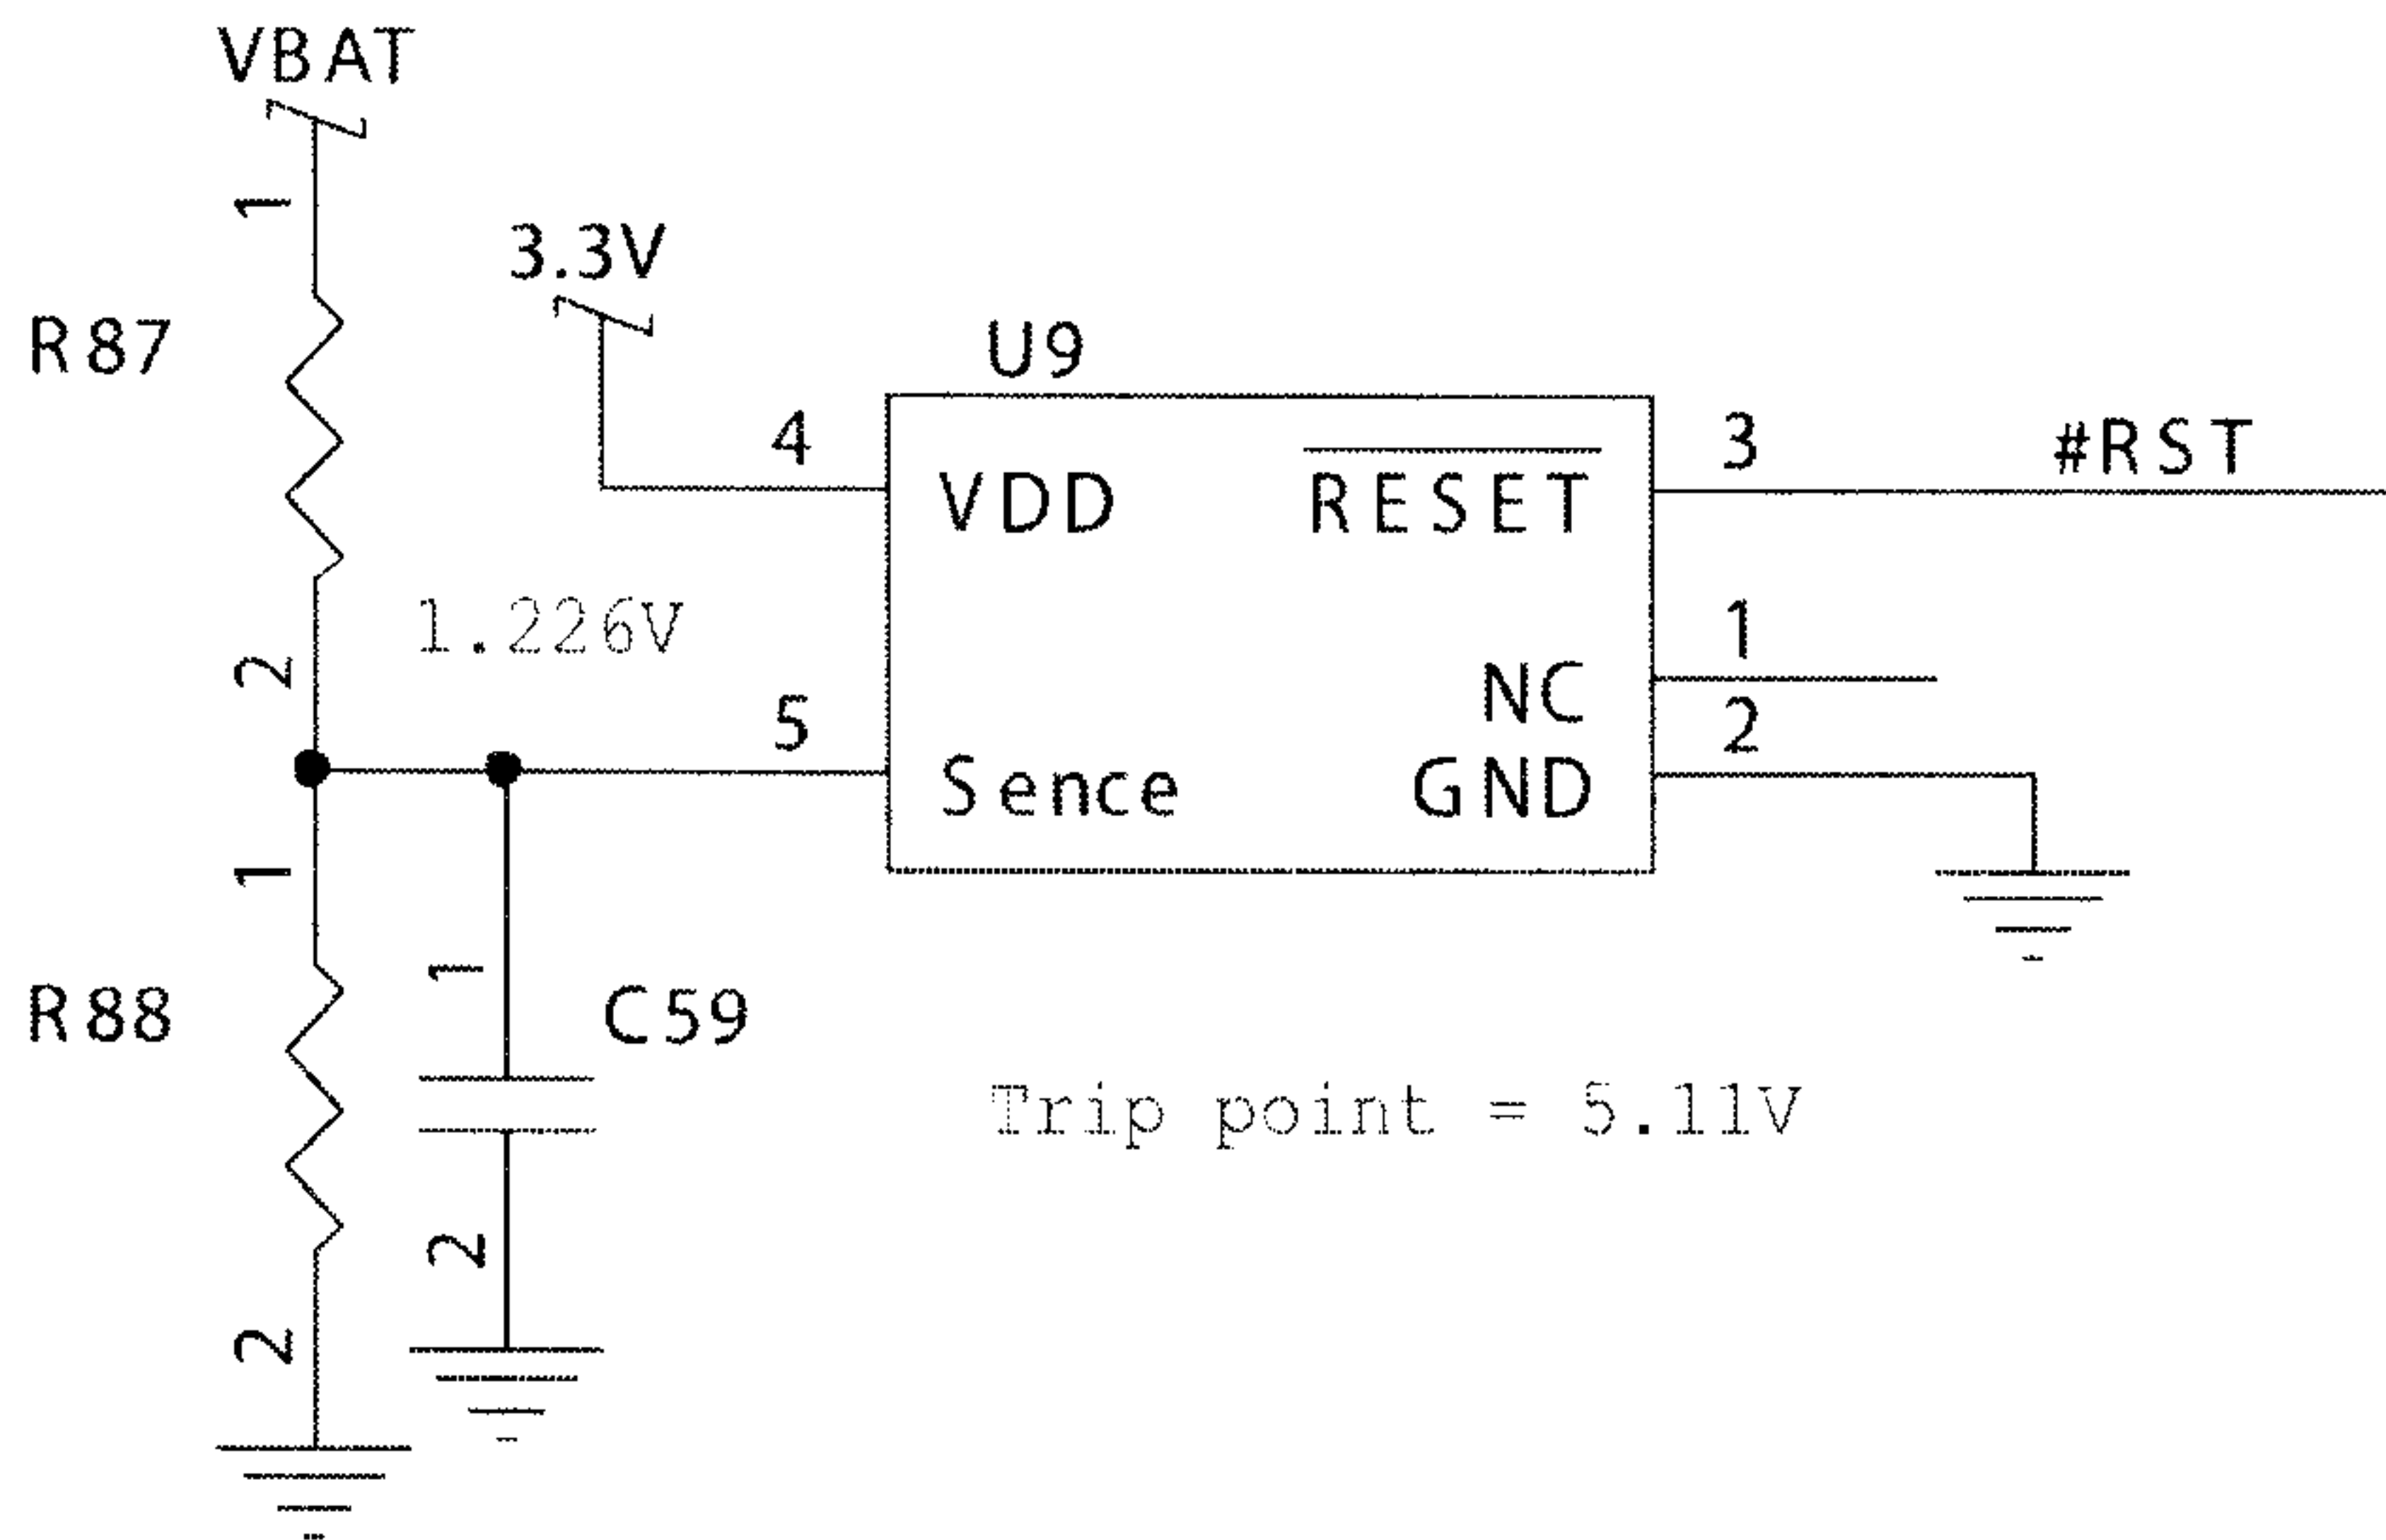 VBAT
1
3.3V
R87
U9
4
3
#RST
VDD
RESET
1.226V
2
1
NC
5
2
Sence
GND
1
1
R88
C59
Trip point = 5.11V
2
2